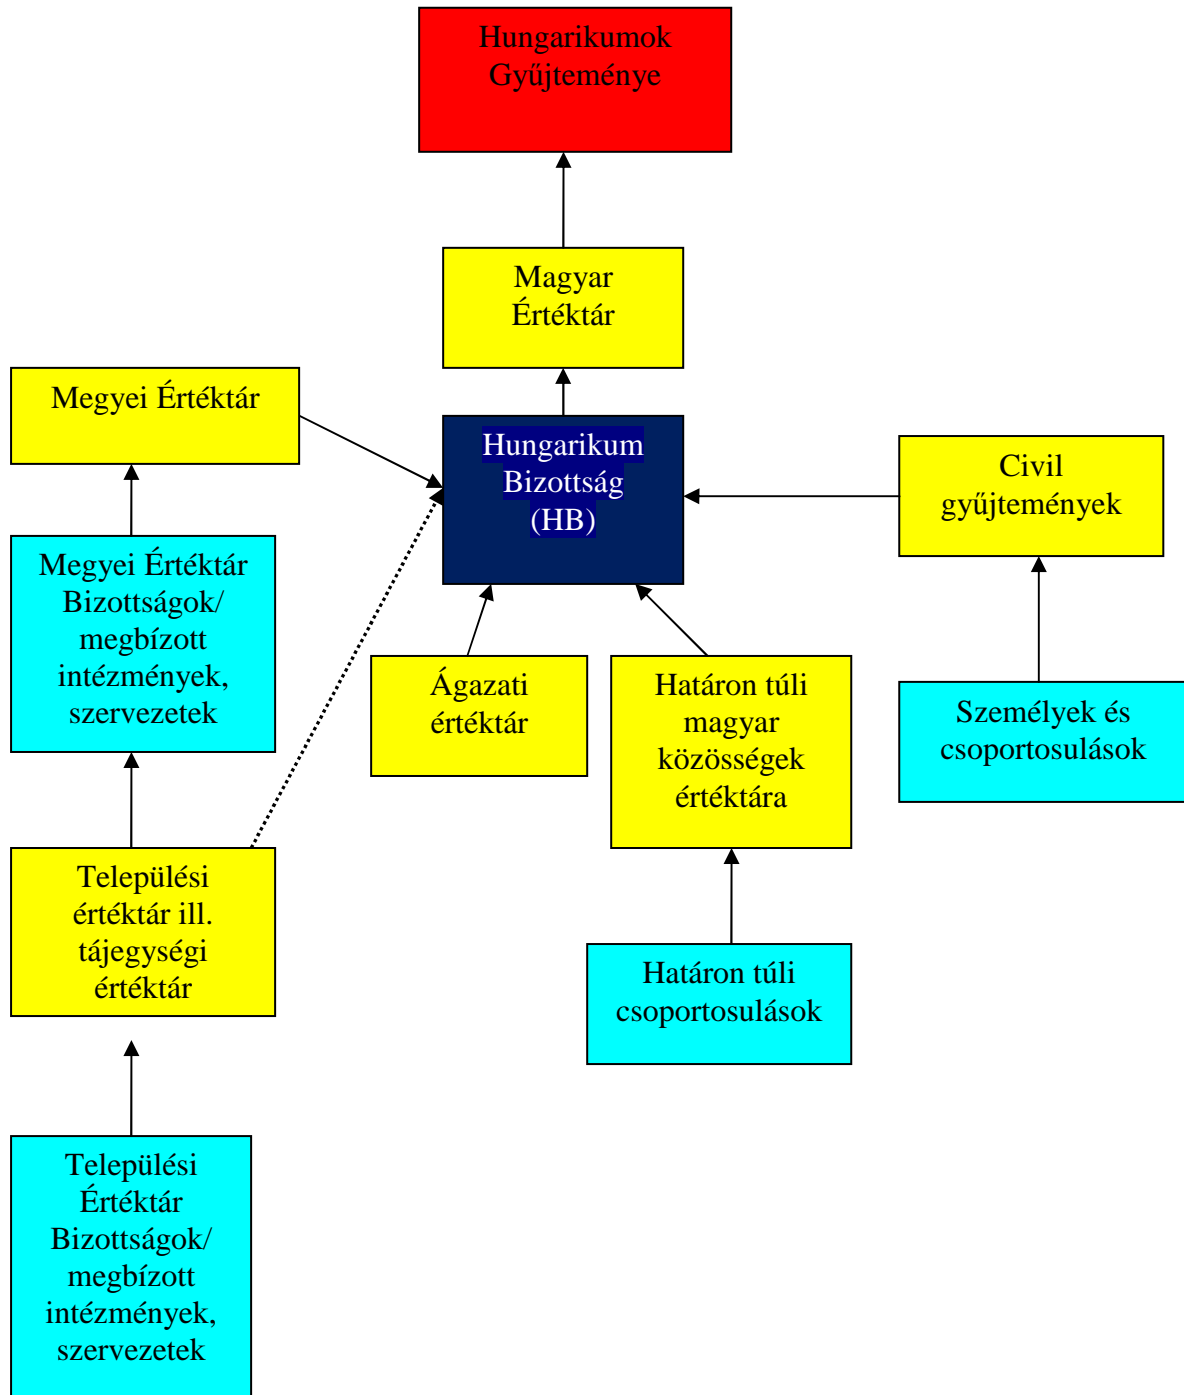 Hungarikumok
Gyűjteménye
Magyar
Értéktár
Megyei Értéktár
Hungarikum
Bizottság
(HB)
Civil
gyűjtemények
Megyei Értéktár
Bizottságok/
megbízott
intézmények,
szervezetek
Ágazati
értéktár
Határon túli
magyar
közösségek
értéktára
Személyek és
csoportosulások
Települési
értéktár ill.
tájegységi
értéktár
Határon túli
csoportosulások
Települési
Értéktár
Bizottságok/
megbízott
intézmények,
szervezetek